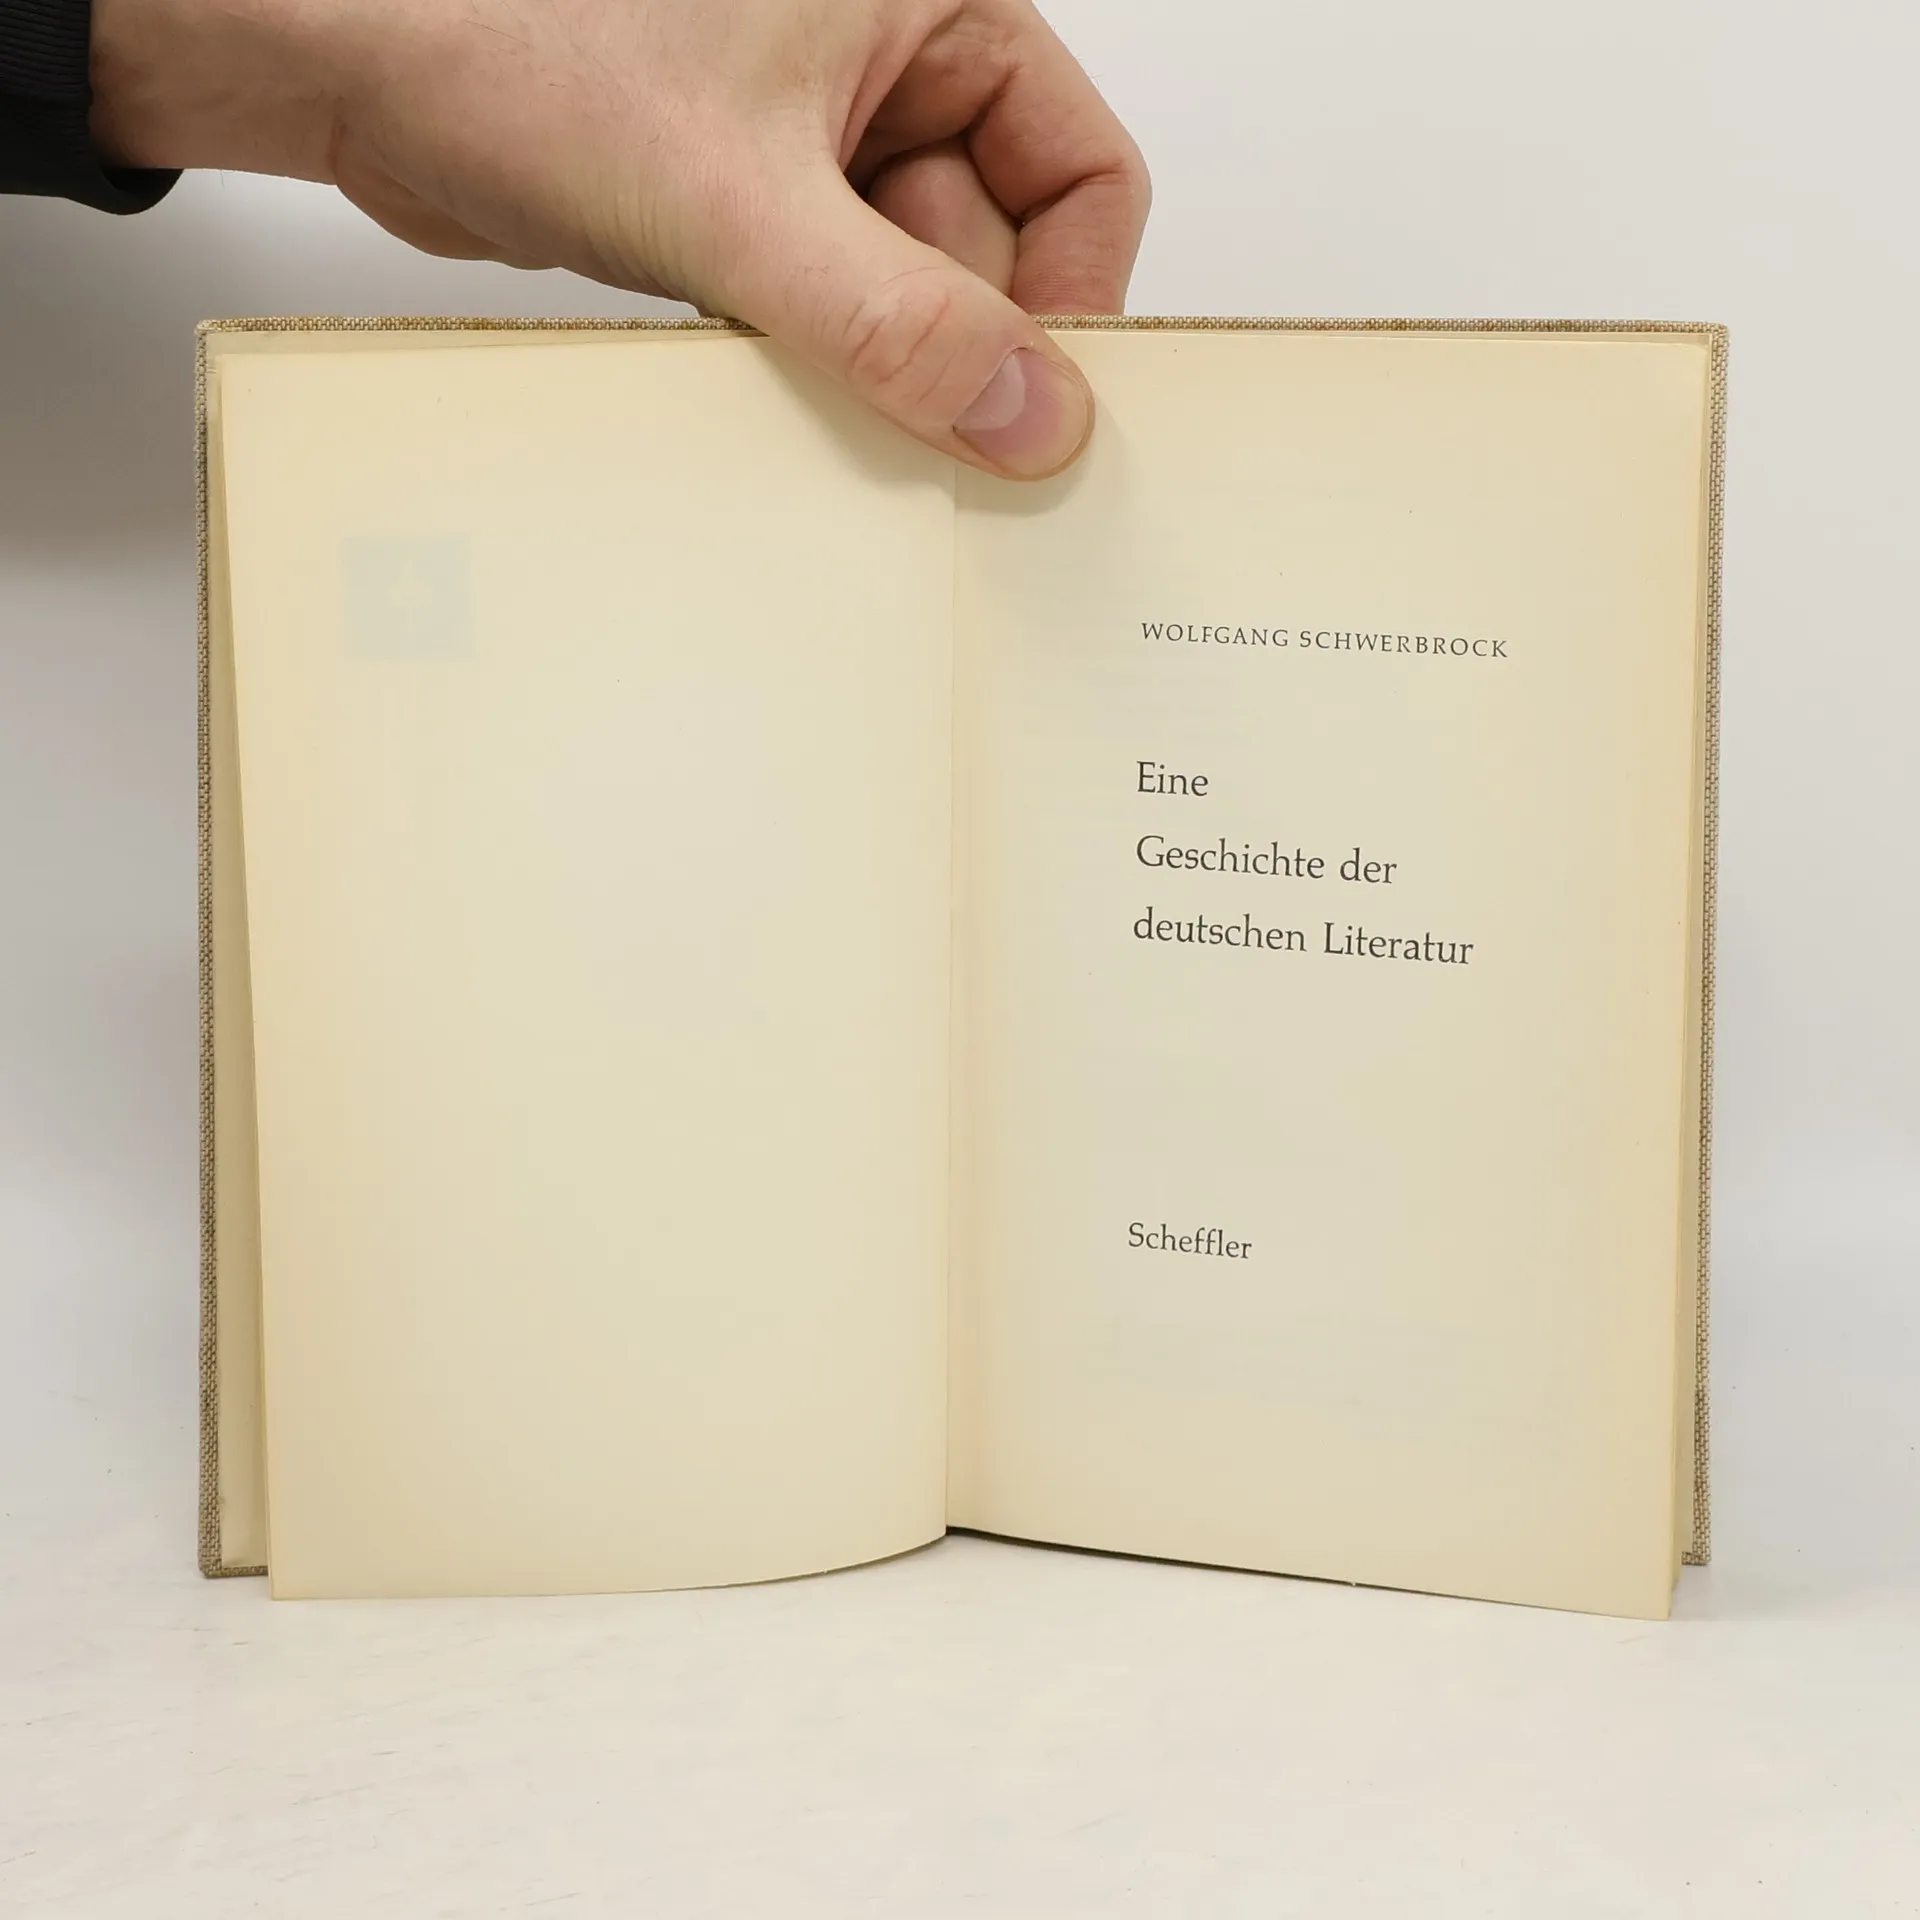 WOLFGANG SCHWERBROCK
Eine
Geschichte der
deutschen Literatur
Scheffler